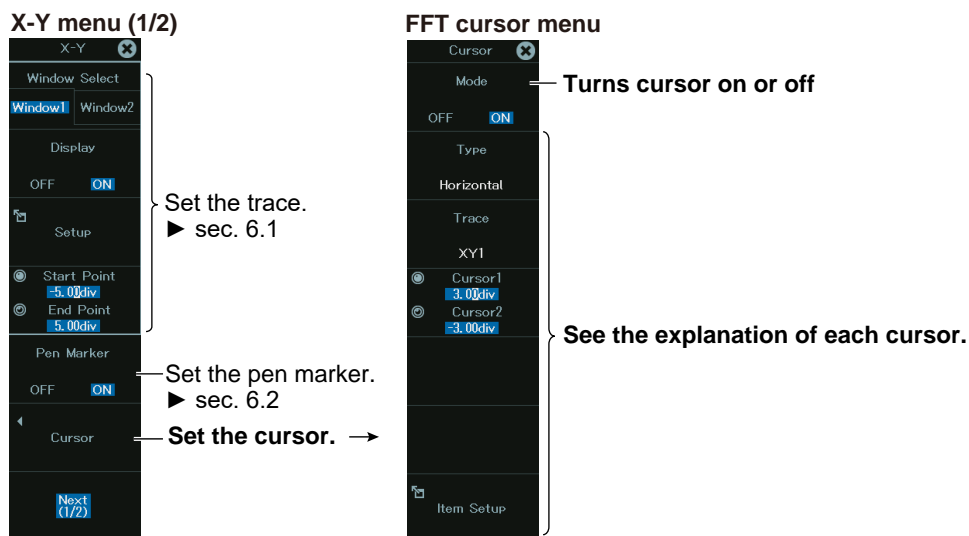 X-Y menu (1/2)
X-Y
Window Select
Window1 Window2
Display
OFF ON
Setup
Start Point
-5.00div
End Point
5.00div
Pen Marker
OFF ON
Cursor
Next
(1/2)
Set the trace.
► sec. 6.1
Set the pen marker.
► sec. 6.2
Set the cursor. →
FFT cursor menu
Cursor
Mode
OFF ON
Type
Horizontal
Trace
XY1
Cursor1
3.00div
Cursor2
-3.00div
Item Setup
Turns cursor on or off
See the explanation of each cursor.